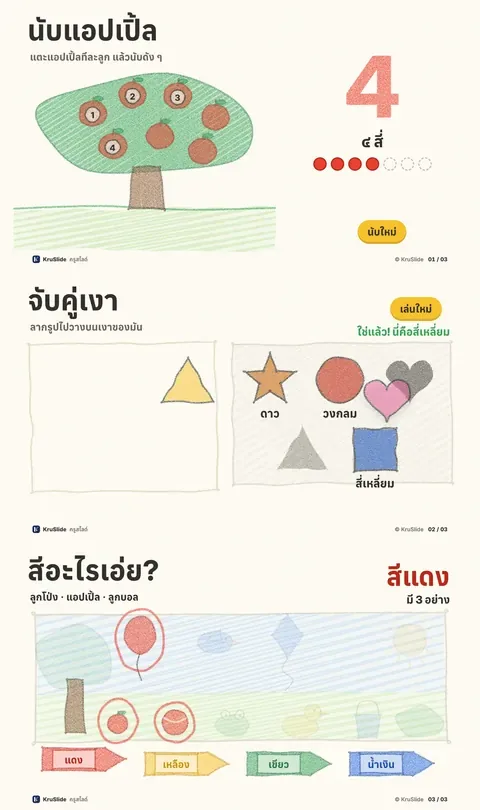 นับแอปเปิ้ล
แตะแอปเปิ้ลทีละลูก แล้วนับดัง ๆ
1
2
3
4
4
๔ สี่
นับใหม่
KruSlide ครูสไลด์
© KruSlide 01 / 03
จับคู่เงา
ลากรูปไปวางบนเงาของมัน
เล่นใหม่
ใช่แล้ว! นี่คือสี่เหลี่ยม
ดาว
วงกลม
สี่เหลี่ยม
KruSlide ครูสไลด์
© KruSlide 02 / 03
สีอะไรเอ่ย?
ลูกโป่ง · แอปเปิ้ล · ลูกบอล
สีแดง
มี 3 อย่าง
แดง
เหลือง
เขียว
น้ำเงิน
KruSlide ครูสไลด์
© KruSlide 03 / 03